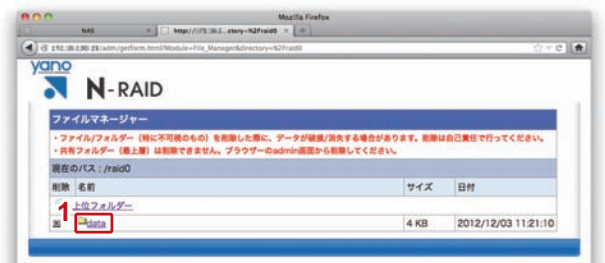 Mozilla Firefox
NAS
yano
N-RAID
ファイルマネージャー
・ファイル/フォルダー（特に不可視のもの）を削除した際に、データが破損/消失する場合があります。削除は自己責任で行ってください。
・共有フォルダー（最上層）は削除できません。ブラウザーのadmin画面から削除してください。
現在のパス : /raid0
削除 名前 サイズ 日付
上位フォルダー
1
data 4 KB 2012/12/03 11:21:10